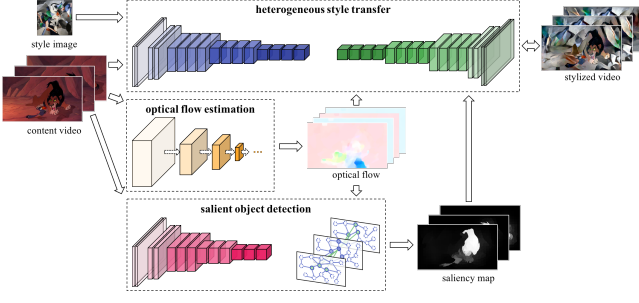 heterogeneous style transfer
style image
stylized video
content video
optical flow estimation
optical flow
salient object detection
saliency map